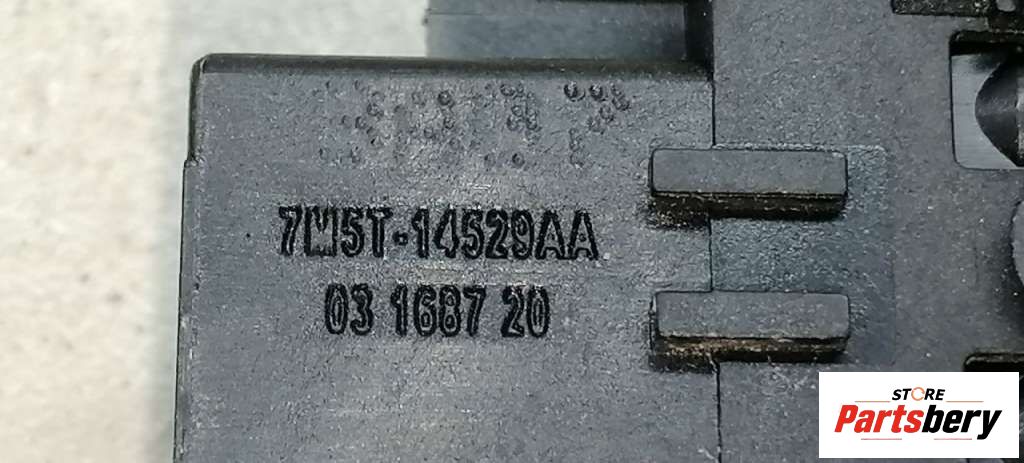 7M5T-14529AA
03 1687 20
STORE
Partsbery